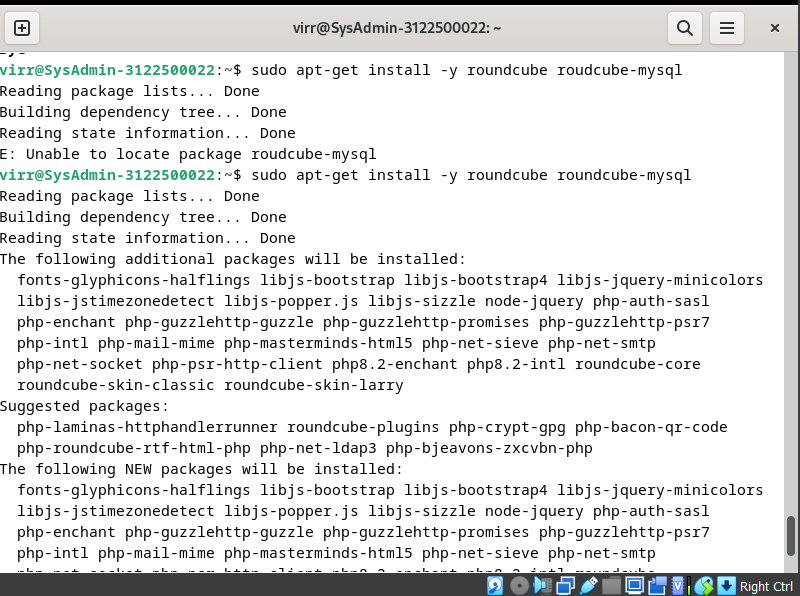 virr@SysAdmin-3122500022: ~
virr@SysAdmin-3122500022:~$ sudo apt-get install -y roundcube roudcube-mysql
Reading package lists... Done
Building dependency tree... Done
Reading state information... Done
E: Unable to locate package roudcube-mysql
virr@SysAdmin-3122500022:~$ sudo apt-get install -y roundcube roundcube-mysql
Reading package lists... Done
Building dependency tree... Done
Reading state information... Done
The following additional packages will be installed:
fonts-glyphicons-halflings libjs-bootstrap libjs-bootstrap4 libjs-jquery-minicolors
libjs-jstimezonedetect libjs-popper.js libjs-sizzle node-jquery php-auth-sasl
php-enchant php-guzzlehttp-guzzle php-guzzlehttp-promises php-guzzlehttp-psr7
php-intl php-mail-mime php-masterminds-html5 php-net-sieve php-net-smtp
php-net-socket php-psr-http-client php8.2-enchant php8.2-intl roundcube-core
roundcube-skin-classic roundcube-skin-larry
Suggested packages:
php-laminas-httphandlerrunner roundcube-plugins php-crypt-gpg php-bacon-qr-code
php-roundcube-rtf-html-php php-net-ldap3 php-bjeavons-zxcvbn-php
The following NEW packages will be installed:
fonts-glyphicons-halflings libjs-bootstrap libjs-bootstrap4 libjs-jquery-minicolors
libjs-jstimezonedetect libjs-popper.js libjs-sizzle node-jquery php-auth-sasl
php-enchant php-guzzlehttp-guzzle php-guzzlehttp-promises php-guzzlehttp-psr7
php-intl php-mail-mime php-masterminds-html5 php-net-sieve php-net-smtp
Right Ctrl